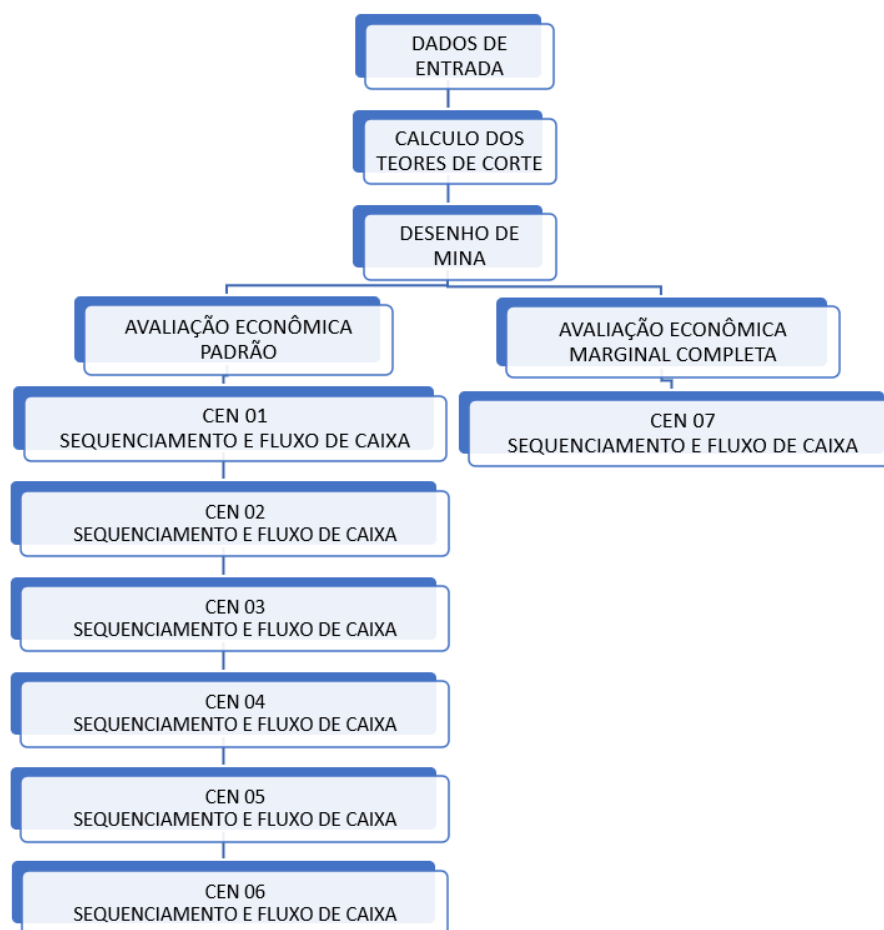 DADOS DE
ENTRADA
CALCULO DOS
TEORES DE CORTE
DESENHO DE
MINA
AVALIAÇÃO ECONÔMICA
PADRÃO
CEN 01
SEQUENCIAMENTO E FLUXO DE CAIXA
CEN 02
SEQUENCIAMENTO E FLUXO DE CAIXA
CEN 03
SEQUENCIAMENTO E FLUXO DE CAIXA
CEN 04
SEQUENCIAMENTO E FLUXO DE CAIXA
CEN 05
SEQUENCIAMENTO E FLUXO DE CAIXA
CEN 06
SEQUENCIAMENTO E FLUXO DE CAIXA
AVALIAÇÃO ECONÔMICA
MARGINAL COMPLETA
CEN 07
SEQUENCIAMENTO E FLUXO DE CAIXA